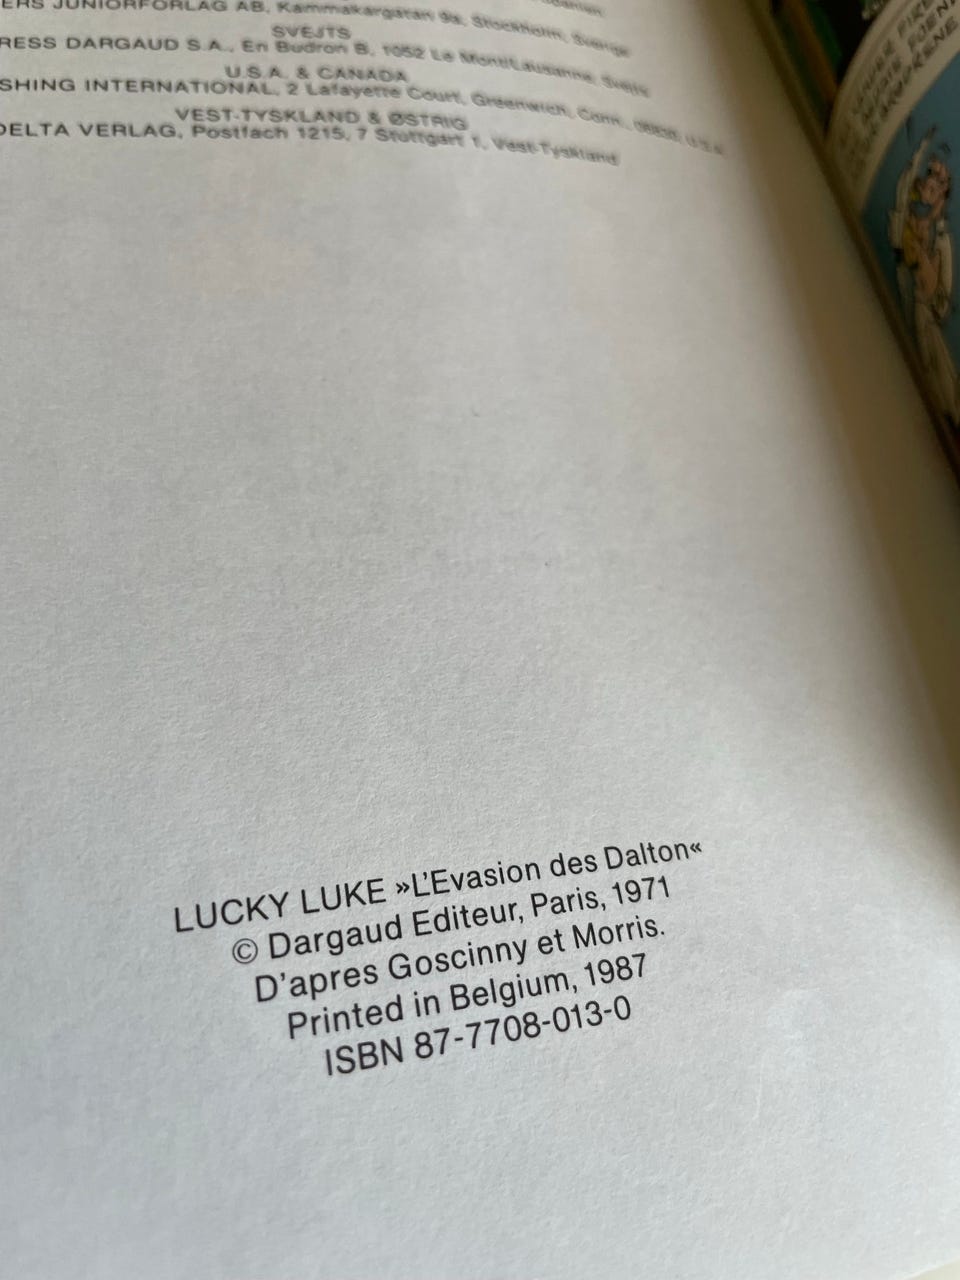 ERS JUNIORFORLAG AB, Kammakargatan 9a, Stockholm, Sverige
SVEJTS
RESS DARGAUD S.A., En Budron B, 1052 Le Mont/Lausanne, Svejts
U.S.A. & CANADA
SHING INTERNATIONAL, 2 Lafayette Court, Greenwich, Conn., U.S.A.
VEST-TYSKLAND & ØSTRIG
DELTA VERLAG, Postfach 1215, 7 Stuttgart 1, Vest-Tyskland
LUCKY LUKE »L'Evasion des Dalton«
© Dargaud Editeur, Paris, 1971
D'apres Goscinny et Morris.
Printed in Belgium, 1987
ISBN 87-7708-013-0